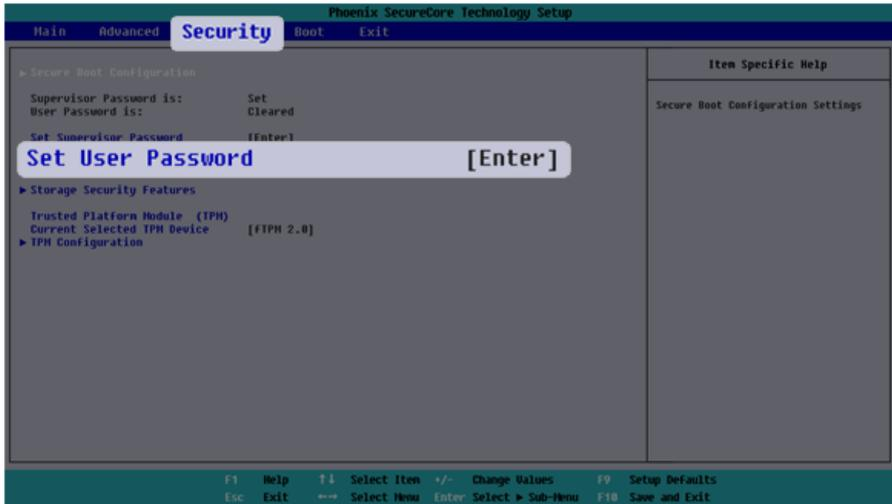 Phoenix SecureCore Technology Setup
Main Advanced Security Boot Exit
▶ Secure Boot Configuration
Item Specific Help
Supervisor Password is: Set
User Password is: Cleared
Secure Boot Configuration Settings
Set Supervisor Password [Enter]
Set User Password [Enter]
▶ Storage Security Features
Trusted Platform Module (TPM)
Current Selected TPM Device [fTPM 2.0]
▶ TPM Configuration
F1 Help ↑↓ Select Item +/- Change Values F9 Setup Defaults
Esc Exit ←→ Select Menu Enter Select ▶ Sub-Menu F10 Save and Exit